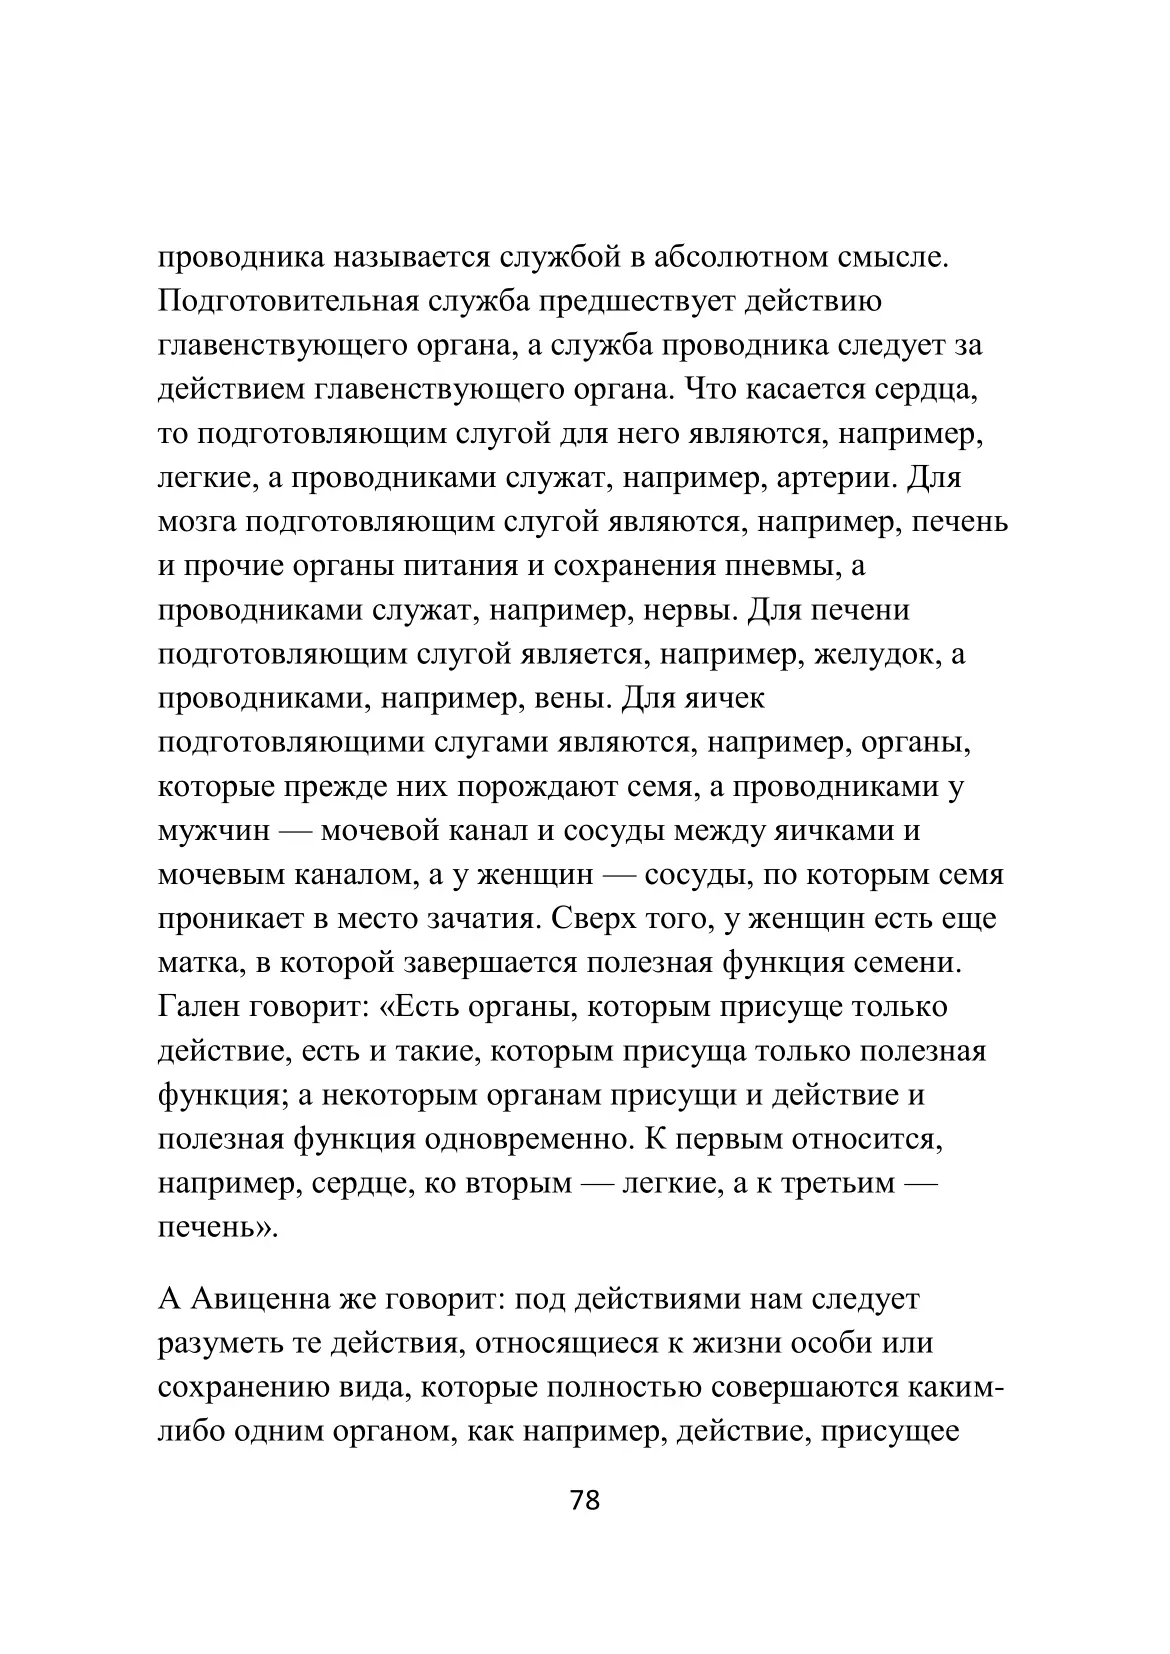 проводника называется службой в абсолютном смысле.
Подготовительная служба предшествует действию
главенствующего органа, а служба проводника следует за
действием главенствующего органа. Что касается сердца,
то подготовляющим слугой для него являются, например,
легкие, а проводниками служат, например, артерии. Для
мозга подготовляющим слугой являются, например, печень
и прочие органы питания и сохранения пневмы, а
проводниками служат, например, нервы. Для печени
подготовляющим слугой является, например, желудок, а
проводниками, например, вены. Для яичек
подготовляющими слугами являются, например, органы,
которые прежде них порождают семя, а проводниками у
мужчин — мочевой канал и сосуды между яичками и
мочевым каналом, а у женщин — сосуды, по которым семя
проникает в место зачатия. Сверх того, у женщин есть еще
матка, в которой завершается полезная функция семени.
Гален говорит: «Есть органы, которым присуще только
действие, есть и такие, которым присуща только полезная
функция; а некоторым органам присущи и действие и
полезная функция одновременно. К первым относится,
например, сердце, ко вторым — легкие, а к третьим —
печень».
А Авиценна же говорит: под действиями нам следует
разуметь те действия, относящиеся к жизни особи или
сохранению вида, которые полностью совершаются каким-
либо одним органом, как например, действие, присущее
78